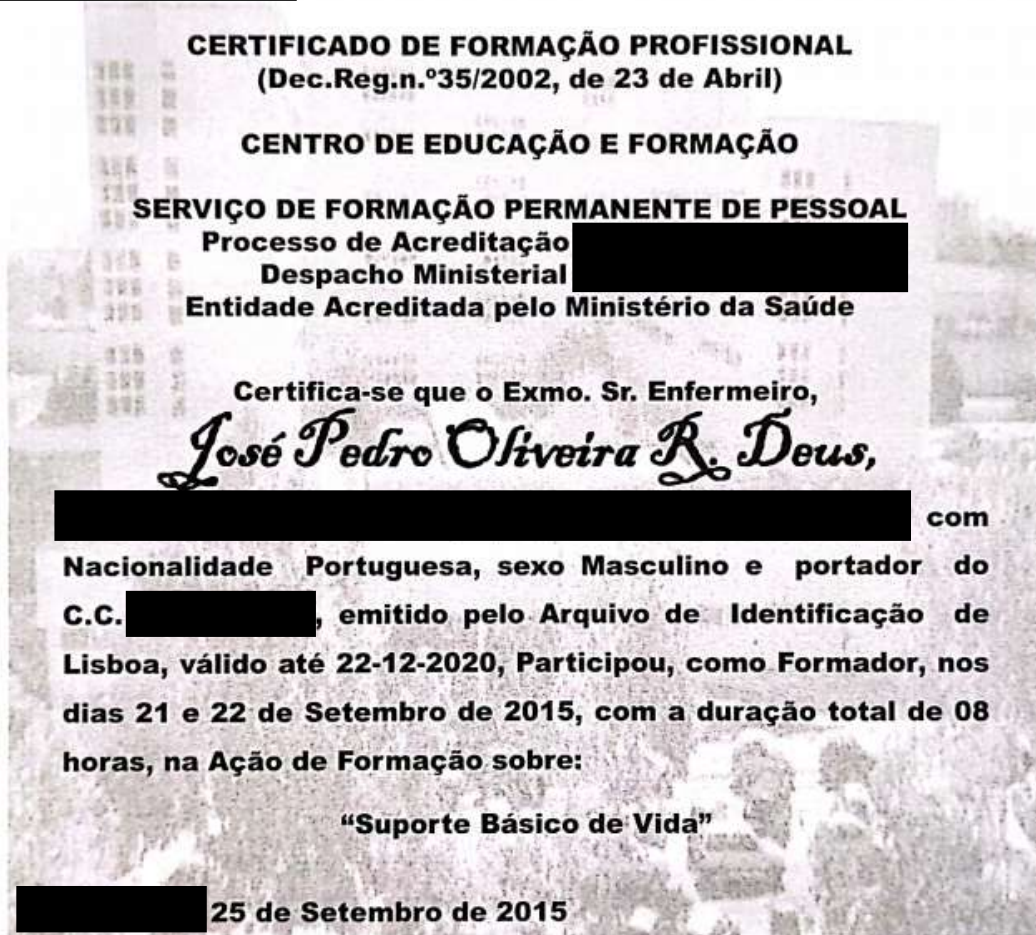 CERTIFICADO DE FORMAÇÃO PROFISSIONAL
(Dec.Reg.n.º35/2002, de 23 de Abril)
CENTRO DE EDUCAÇÃO E FORMAÇÃO
SERVIÇO DE FORMAÇÃO PERMANENTE DE PESSOAL
Processo de Acreditação
Despacho Ministerial
Entidade Acreditada pelo Ministério da Saúde
Certifica-se que o Exmo. Sr. Enfermeiro,
José Pedro Oliveira R. Deus,
com
Nacionalidade Portuguesa, sexo Masculino e portador do
C.C. , emitido pelo Arquivo de Identificação de
Lisboa, válido até 22-12-2020, Participou, como Formador, nos
dias 21 e 22 de Setembro de 2015, com a duração total de 08
horas, na Ação de Formação sobre:
“Suporte Básico de Vida”
25 de Setembro de 2015